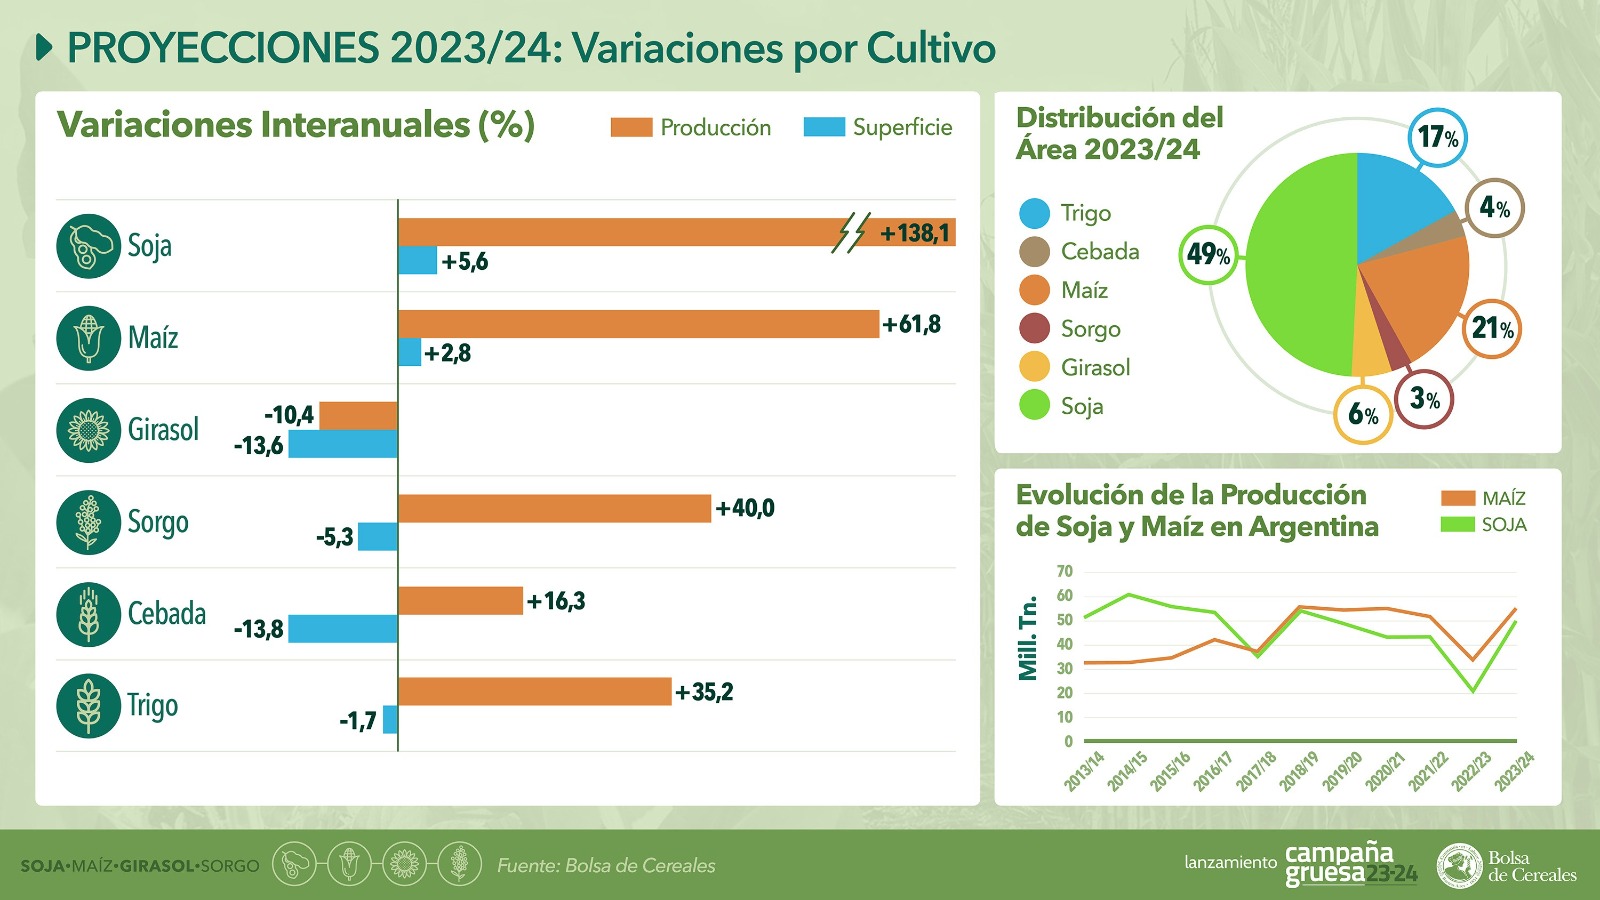 PROYECCIONES 2023/24: Variaciones por Cultivo
Variaciones Interanuales (%)
Producción
Superficie
Soja
+138,1
+5,6
Maíz
+61,8
+2,8
Girasol
-10,4
-13,6
Sorgo
+40,0
-5,3
Cebada
+16,3
-13,8
Trigo
+35,2
-1,7
Distribución del
Área 2023/24
Trigo
Cebada
Maíz
Sorgo
Girasol
Soja
17%
4%
21%
3%
6%
49%
Evolución de la Producción
de Soja y Maíz en Argentina
MAÍZ
SOJA
Mill. Tn.
70
60
50
40
30
20
10
0
2013/14
2014/15
2015/16
2016/17
2017/18
2018/19
2019/20
2020/21
2021/22
2022/23
2023/24
SOJA•MAÍZ•GIRASOL•SORGO
Fuente: Bolsa de Cereales
lanzamiento
campaña
gruesa23-24
Bolsa
de Cereales